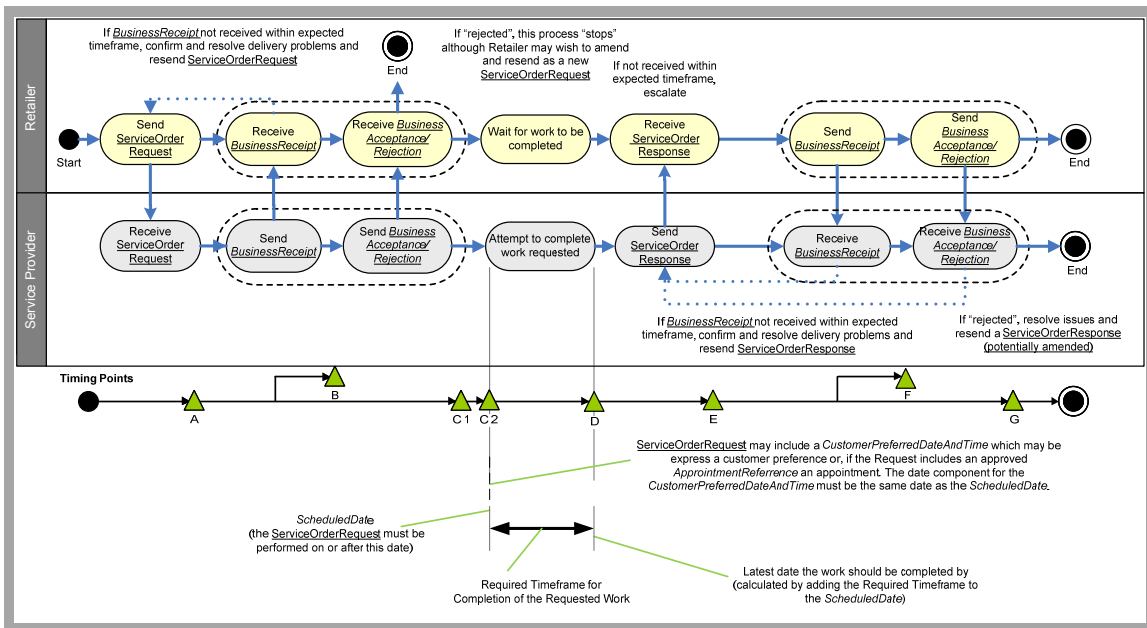 Retailer
If BusinessReceipt not received within expected
timeframe, confirm and resolve delivery problems and
resend ServiceOrderRequest
End
If “rejected”, this process “stops”
although Retailer may wish to amend
and resend as a new
ServiceOrderRequest
If not received within
expected timeframe,
escalate
Start
Send
ServiceOrder
Request
Receive
BusinessReceipt
Receive Business
Acceptance/
Rejection
Wait for work to be
completed
Receive
ServiceOrder
Response
Send
BusinessReceipt
Send
Business
Acceptance/
Rejection
End
Service Provider
Receive
ServiceOrder
Request
Send
BusinessReceipt
Send Business
Acceptance/
Rejection
Attempt to complete
work requested
Send
ServiceOrder
Response
Receive
BusinessReceipt
Receive Business
Acceptance/
Rejection
End
If BusinessReceipt not received within expected
timeframe, confirm and resolve delivery problems and
resend ServiceOrderResponse
If “rejected”, resolve issues and
resend a ServiceOrderResponse
(potentially amended)
Timing Points
A
B
C1
C2
D
E
F
G
ServiceOrderRequest may include a CustomerPreferredDateAndTime which may be
express a customer preference or, if the Request includes an approved
ApprointmentReferrence an appointment. The date component for the
CustomerPreferredDateAndTime must be the same date as the ScheduledDate.
ScheduledDate
(the ServiceOrderRequest must be
performed on or after this date)
Required Timeframe for
Completion of the Requested Work
Latest date the work should be completed by
(calculated by adding the Required Timeframe to
the ScheduledDate)